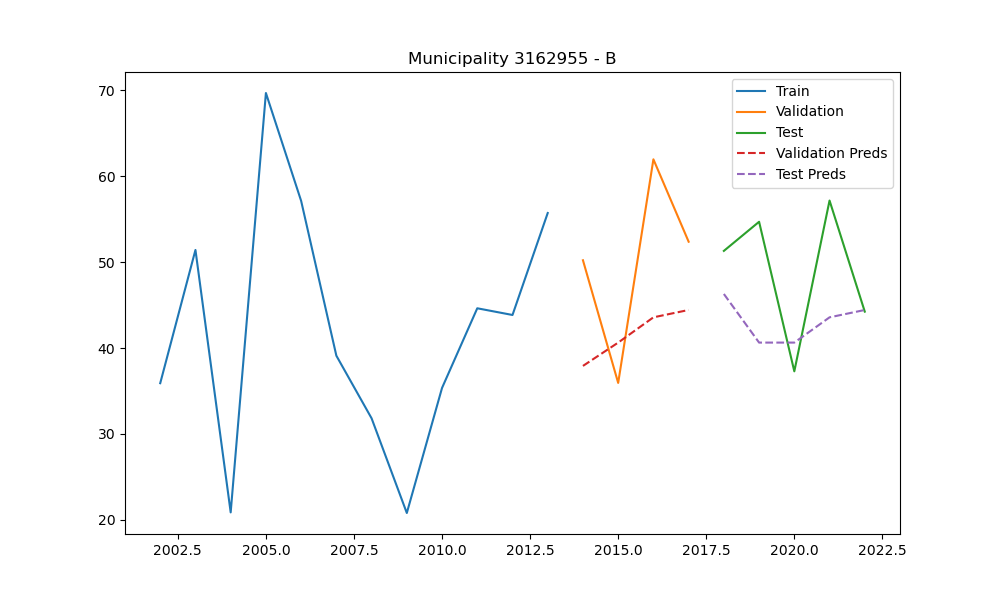 Municipality 3162955 - B
Train
Validation
Test
Validation Preds
Test Preds
70
60
50
40
30
20
2002.5 2005.0 2007.5 2010.0 2012.5 2015.0 2017.5 2020.0 2022.5